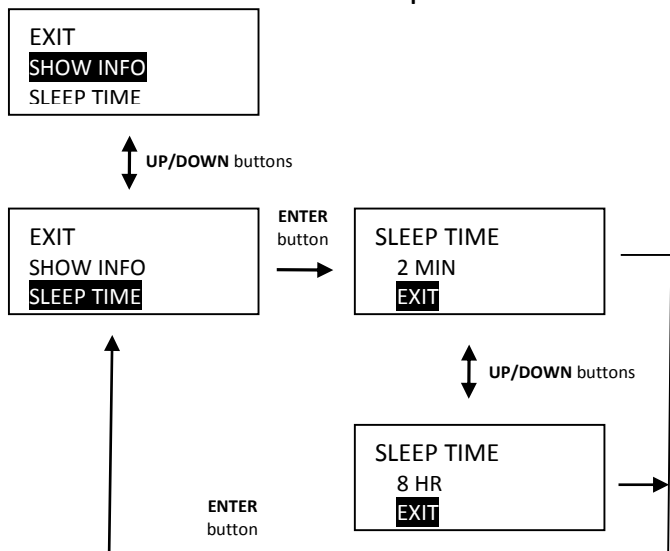 EXIT
SHOW INFO
SLEEP TIME
UP/DOWN buttons
EXIT
SHOW INFO
SLEEP TIME
ENTER
button
SLEEP TIME
2 MIN
EXIT
UP/DOWN buttons
SLEEP TIME
8 HR
EXIT
ENTER
button